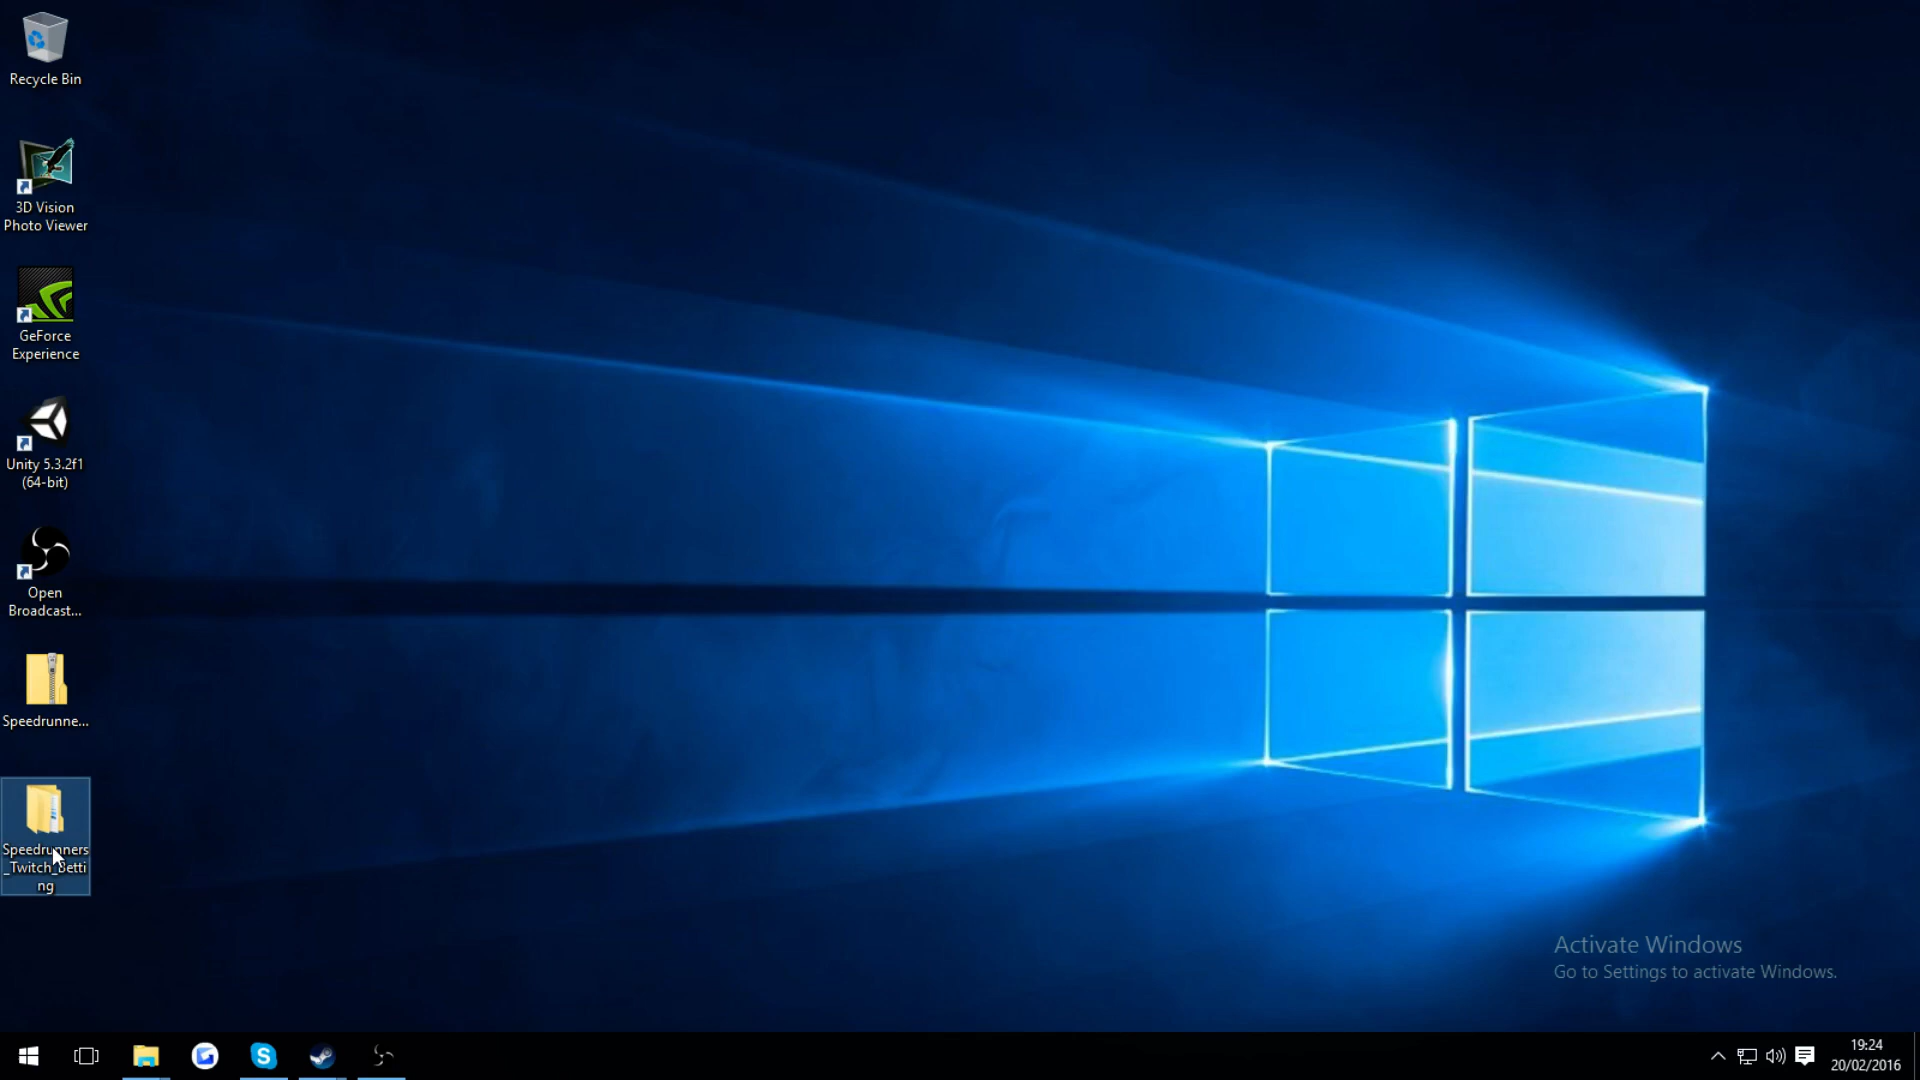 Recycle Bin
3D Vision
Photo Viewer
GeForce
Experience
Unity 5.3.2f1
(64-bit)
Open
Broadcast...
Speedrunne...
Speedrunners
_Twitch_Betti
ng
Activate Windows
Go to Settings to activate Windows.
19:24
20/02/2016